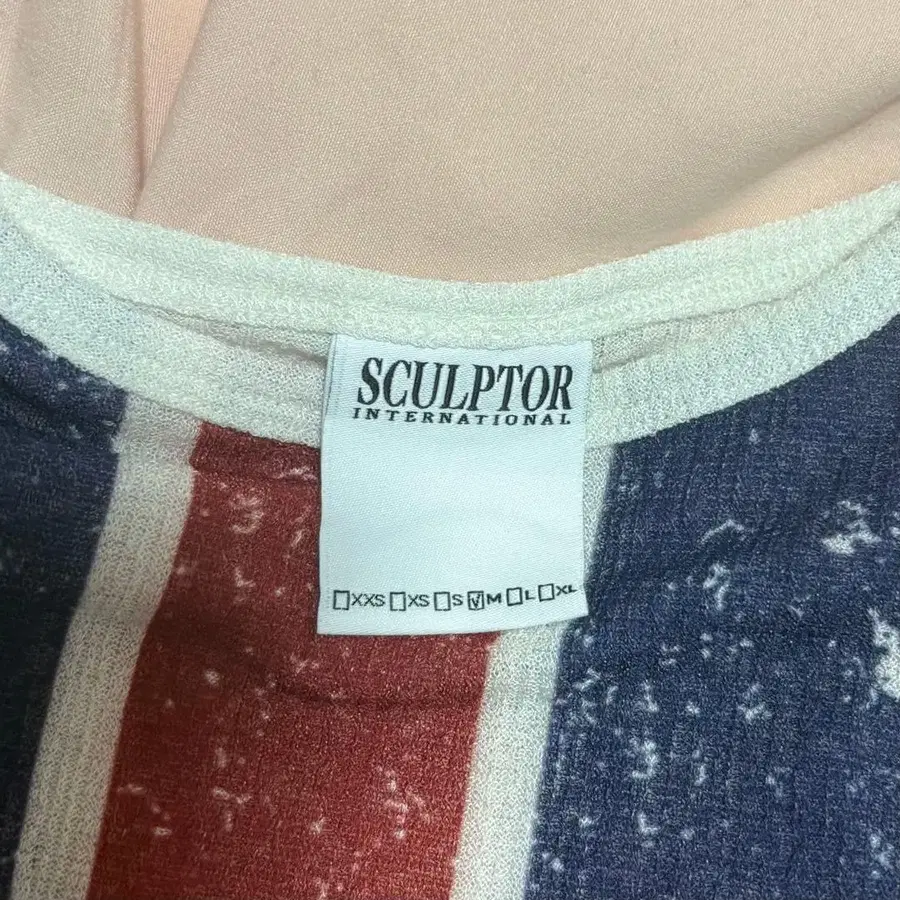 SCULPTOR
INTERNATIONAL
☐XXS ☐XS ☐S ☑M ☐L ☐XL